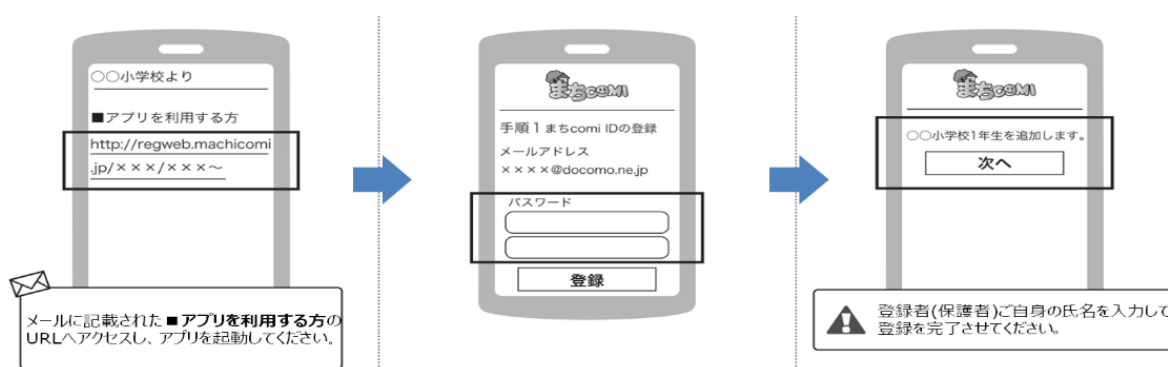 ○○小学校より
■アプリを利用する方
http://regweb.machicomi
.jp/×××/×××～
メールに記載された■アプリを利用する方の
URLへアクセスし、アプリを起動してください。
まちcomi
手順1 まちcomi IDの登録
メールアドレス
××××@docomo.ne.jp
パスワード
登録
まちcomi
○○小学校1年生を追加します。
次へ
登録者(保護者)ご自身の氏名を入力して
登録を完了させてください。